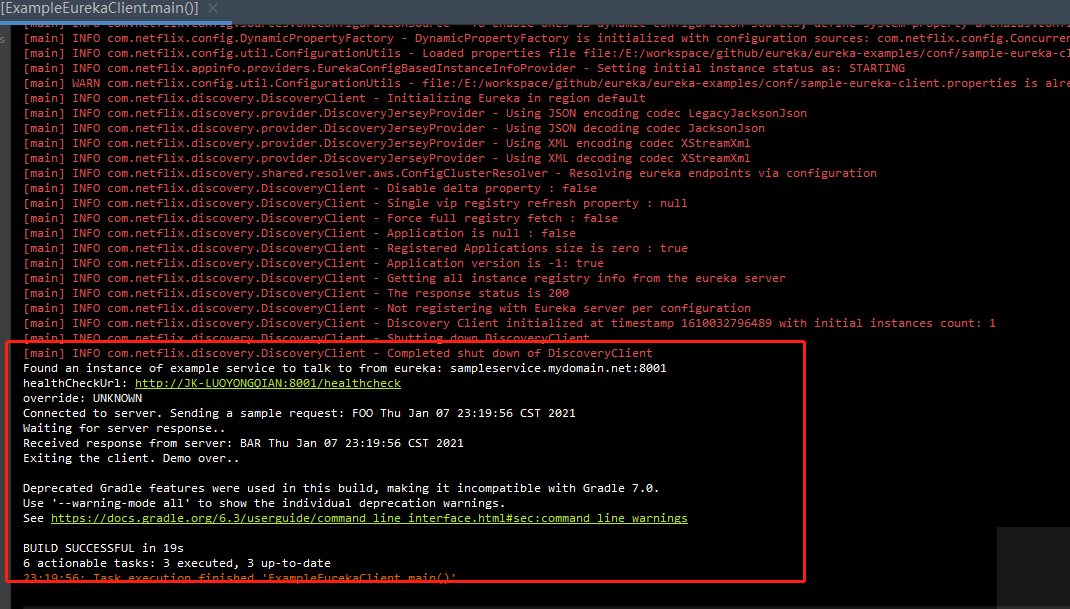 [ExampleEurekaClient.main()] ×
[main] INFO com.netflix.config.DynamicPropertyFactory - DynamicPropertyFactory is initialized with configuration sources: com.netflix.config.Concurren
[main] INFO com.netflix.config.util.ConfigurationUtils - Loaded properties file file:/E:/workspace/github/eureka/eureka-examples/conf/sample-eureka-cl
[main] INFO com.netflix.appinfo.providers.EurekaConfigBasedInstanceInfoProvider - Setting initial instance status as: STARTING
[main] WARN com.netflix.config.util.ConfigurationUtils - file:/E:/workspace/github/eureka/eureka-examples/conf/sample-eureka-client.properties is alre
[main] INFO com.netflix.discovery.DiscoveryClient - Initializing Eureka in region default
[main] INFO com.netflix.discovery.provider.DiscoveryJerseyProvider - Using JSON encoding codec LegacyJacksonJson
[main] INFO com.netflix.discovery.provider.DiscoveryJerseyProvider - Using JSON decoding codec JacksonJson
[main] INFO com.netflix.discovery.provider.DiscoveryJerseyProvider - Using XML encoding codec XStreamXml
[main] INFO com.netflix.discovery.provider.DiscoveryJerseyProvider - Using XML decoding codec XStreamXml
[main] INFO com.netflix.discovery.shared.resolver.aws.ConfigClusterResolver - Resolving eureka endpoints via configuration
[main] INFO com.netflix.discovery.DiscoveryClient - Disable delta property : false
[main] INFO com.netflix.discovery.DiscoveryClient - Single vip registry refresh property : null
[main] INFO com.netflix.discovery.DiscoveryClient - Force full registry fetch : false
[main] INFO com.netflix.discovery.DiscoveryClient - Application is null : false
[main] INFO com.netflix.discovery.DiscoveryClient - Registered Applications size is zero : true
[main] INFO com.netflix.discovery.DiscoveryClient - Application version is -1: true
[main] INFO com.netflix.discovery.DiscoveryClient - Getting all instance registry info from the eureka server
[main] INFO com.netflix.discovery.DiscoveryClient - The response status is 200
[main] INFO com.netflix.discovery.DiscoveryClient - Not registering with Eureka server per configuration
[main] INFO com.netflix.discovery.DiscoveryClient - Discovery Client initialized at timestamp 1610032796489 with initial instances count: 1
[main] INFO com.netflix.discovery.DiscoveryClient - Shutting down DiscoveryClient
[main] INFO com.netflix.discovery.DiscoveryClient - Completed shut down of DiscoveryClient
Found an instance of example service to talk to from eureka: sampleservice.mydomain.net:8001
healthCheckUrl: http://JK-LUOYONGQIAN:8001/healthcheck
override: UNKNOWN
Connected to server. Sending a sample request: FOO Thu Jan 07 23:19:56 CST 2021
Waiting for server response..
Received response from server: BAR Thu Jan 07 23:19:56 CST 2021
Exiting the client. Demo over..
Deprecated Gradle features were used in this build, making it incompatible with Gradle 7.0.
Use '--warning-mode all' to show the individual deprecation warnings.
See https://docs.gradle.org/6.3/userguide/command_line_interface.html#sec:command_line_warnings
BUILD SUCCESSFUL in 19s
6 actionable tasks: 3 executed, 3 up-to-date
23:19:56: Task execution finished 'ExampleEurekaClient.main()'.